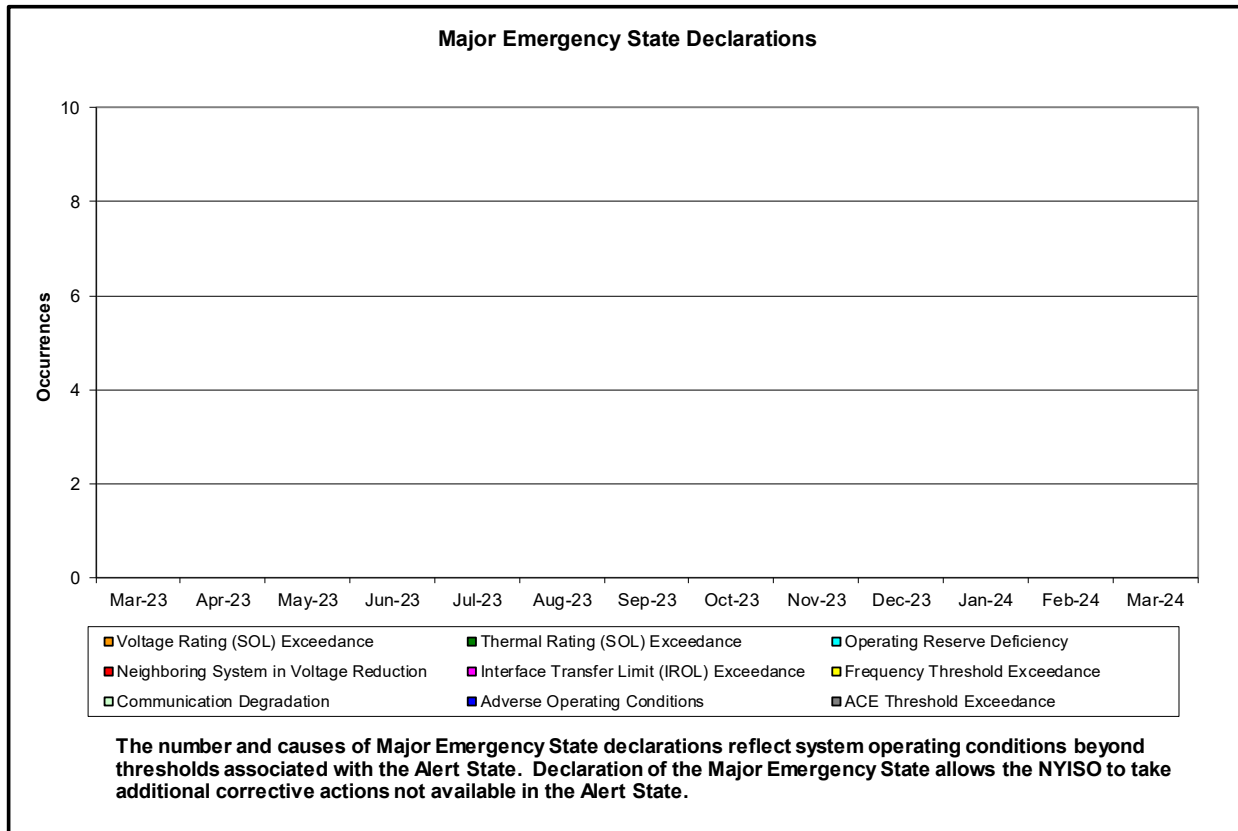 Major Emergency State Declarations
10
8
6
4
2
0
Occurrences
Mar-23 Apr-23 May-23 Jun-23 Jul-23 Aug-23 Sep-23 Oct-23 Nov-23 Dec-23 Jan-24 Feb-24 Mar-24
Voltage Rating (SOL) Exceedance Thermal Rating (SOL) Exceedance Operating Reserve Deficiency
Neighboring System in Voltage Reduction Interface Transfer Limit (IROL) Exceedance Frequency Threshold Exceedance
Communication Degradation Adverse Operating Conditions ACE Threshold Exceedance
The number and causes of Major Emergency State declarations reflect system operating conditions beyond
thresholds associated with the Alert State. Declaration of the Major Emergency State allows the NYISO to take
additional corrective actions not available in the Alert State.